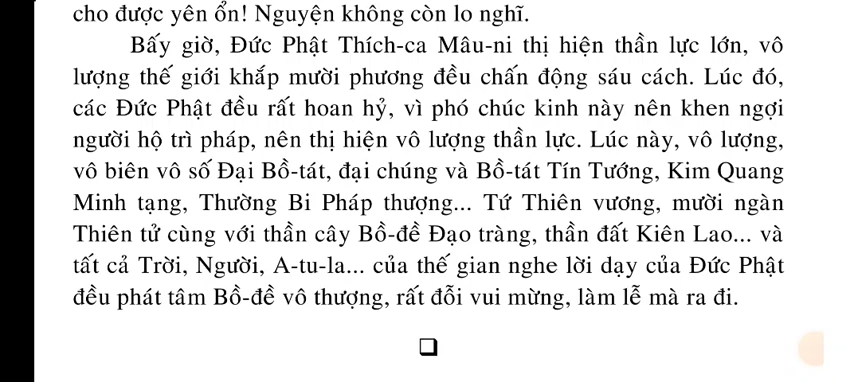 cho được yên ổn! Nguyện không còn lo nghĩ.
Bấy giờ, Đức Phật Thích-ca Mâu-ni thị hiện thần lực lớn, vô
lượng thế giới khắp mười phương đều chấn động sáu cách. Lúc đó,
các Đức Phật đều rất hoan hỷ, vì phó chúc kinh này nên khen ngợi
người hộ trì pháp, nên thị hiện vô lượng thần lực. Lúc này, vô lượng,
vô biên vô số Đại Bồ-tát, đại chúng và Bồ-tát Tín Tướng, Kim Quang
Minh tạng, Thường Bi Pháp thượng... Tứ Thiên vương, mười ngàn
Thiên tử cùng với thần cây Bồ-đề Đạo tràng, thần đất Kiên Lao... và
tất cả Trời, Người, A-tu-la... của thế gian nghe lời dạy của Đức Phật
đều phát tâm Bồ-đề vô thượng, rất đỗi vui mừng, làm lễ mà ra đi.